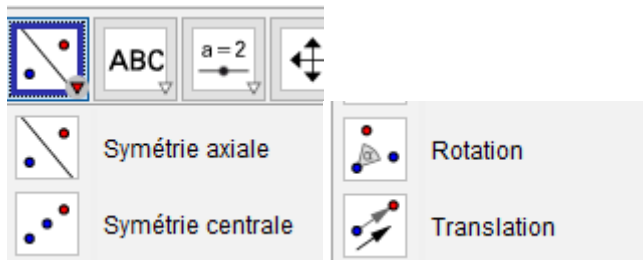 ABC a=2
Symétrie axiale
Symétrie centrale
α
Rotation
Translation